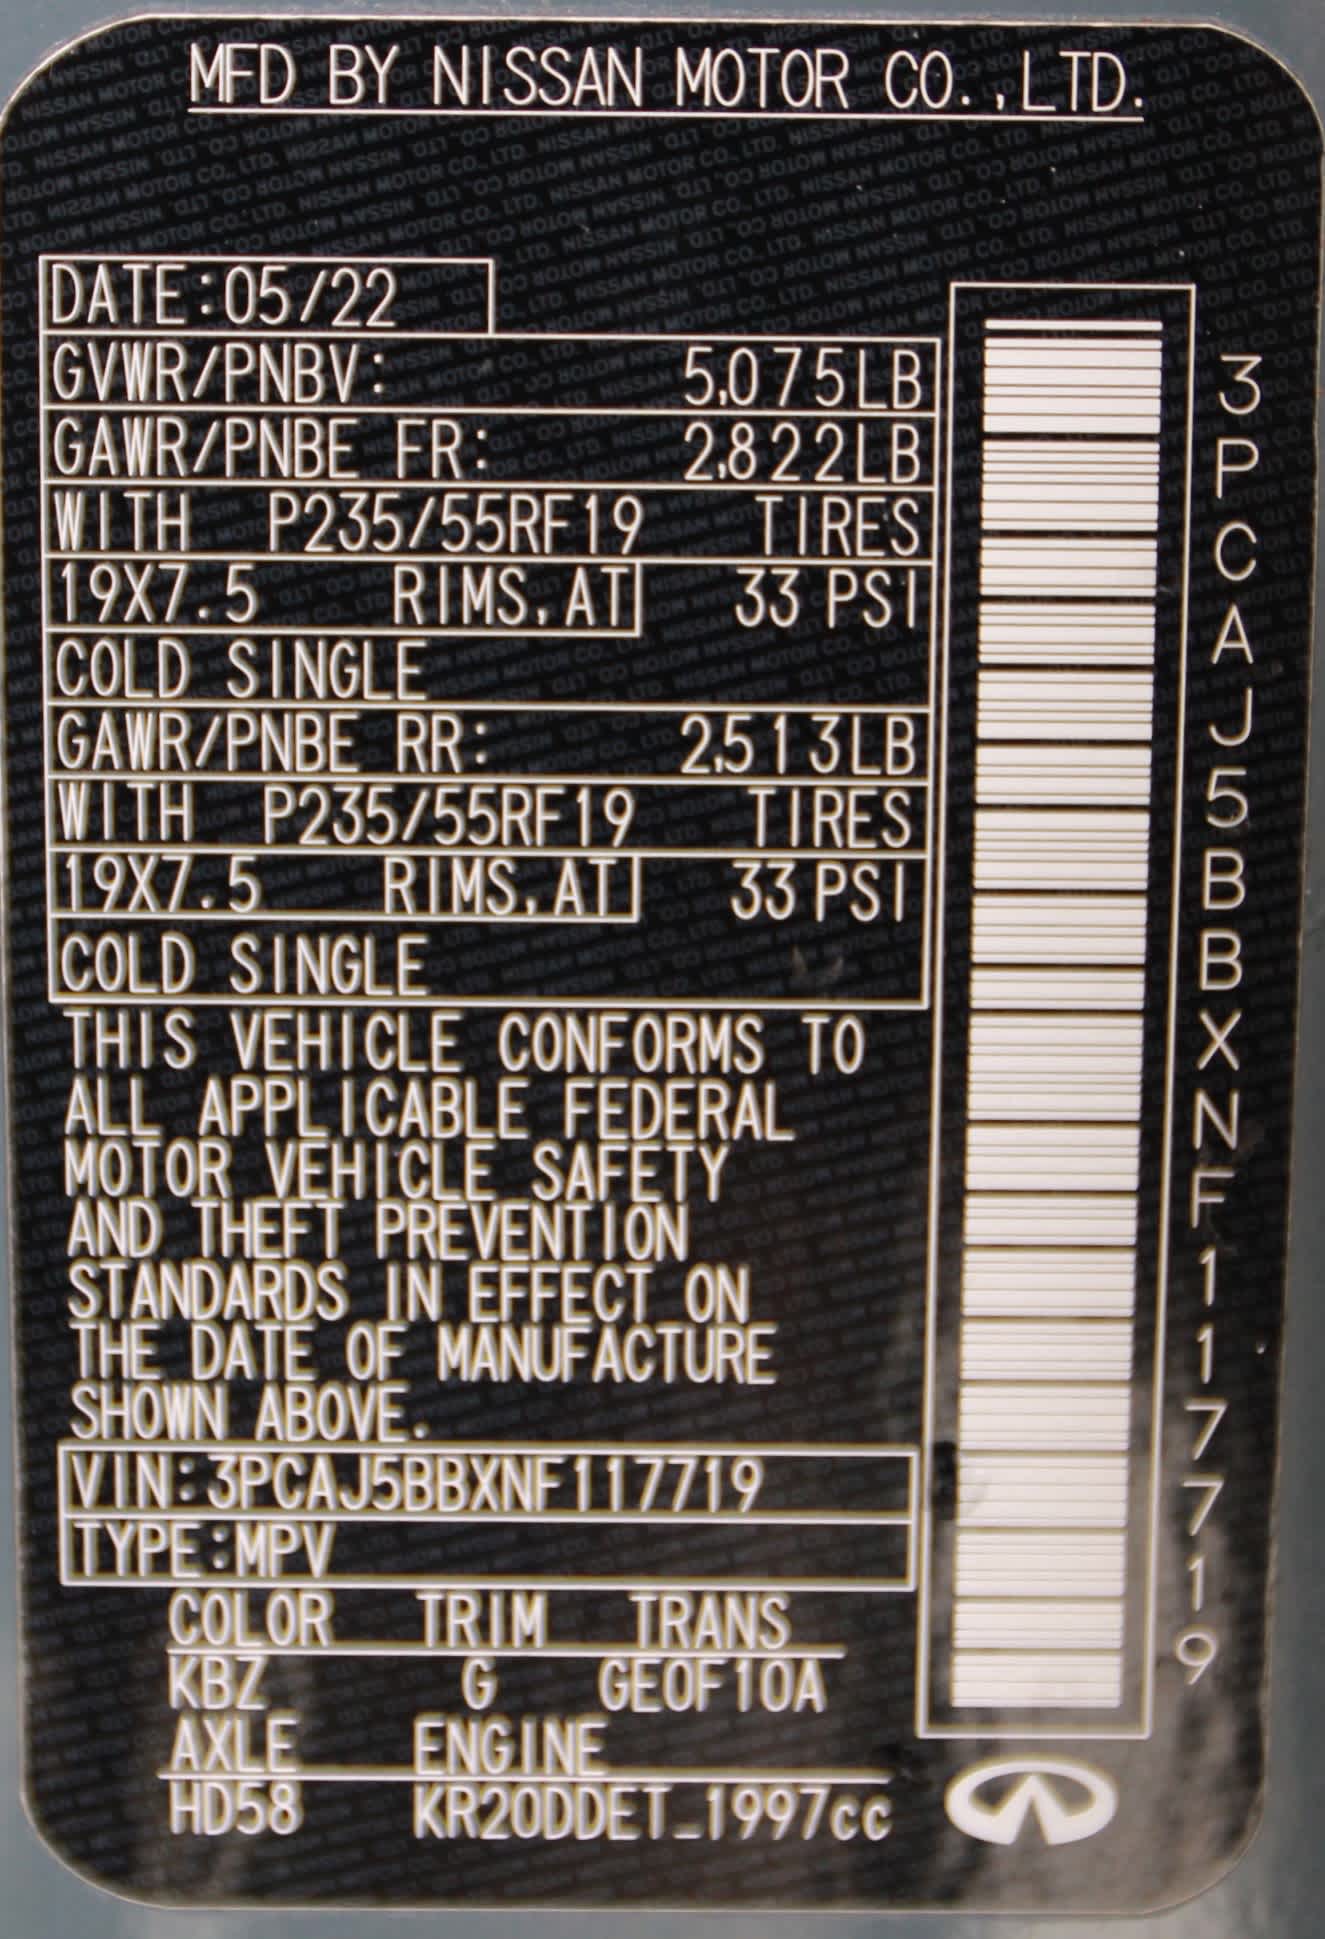 MFD BY NISSAN MOTOR CO.,LTD.
DATE:05/22
GVWR/PNBV: 5,075LB
GAWR/PNBE FR: 2,822LB
WITH P235/55RF19 TIRES
19X7.5 RIMS,AT 33 PSI
COLD SINGLE
GAWR/PNBE RR: 2,513LB
WITH P235/55RF19 TIRES
19X7.5 RIMS,AT 33 PSI
COLD SINGLE
THIS VEHICLE CONFORMS TO
ALL APPLICABLE FEDERAL
MOTOR VEHICLE SAFETY
AND THEFT PREVENTION
STANDARDS IN EFFECT ON
THE DATE OF MANUFACTURE
SHOWN ABOVE.
VIN:3PCAJ5BBXNF117719
TYPE:MPV
COLOR TRIM TRANS
KBZ G GE0F10A
AXLE ENGINE
HD58 KR20DDET_1997cc
3PCAJ5BBXNF117719